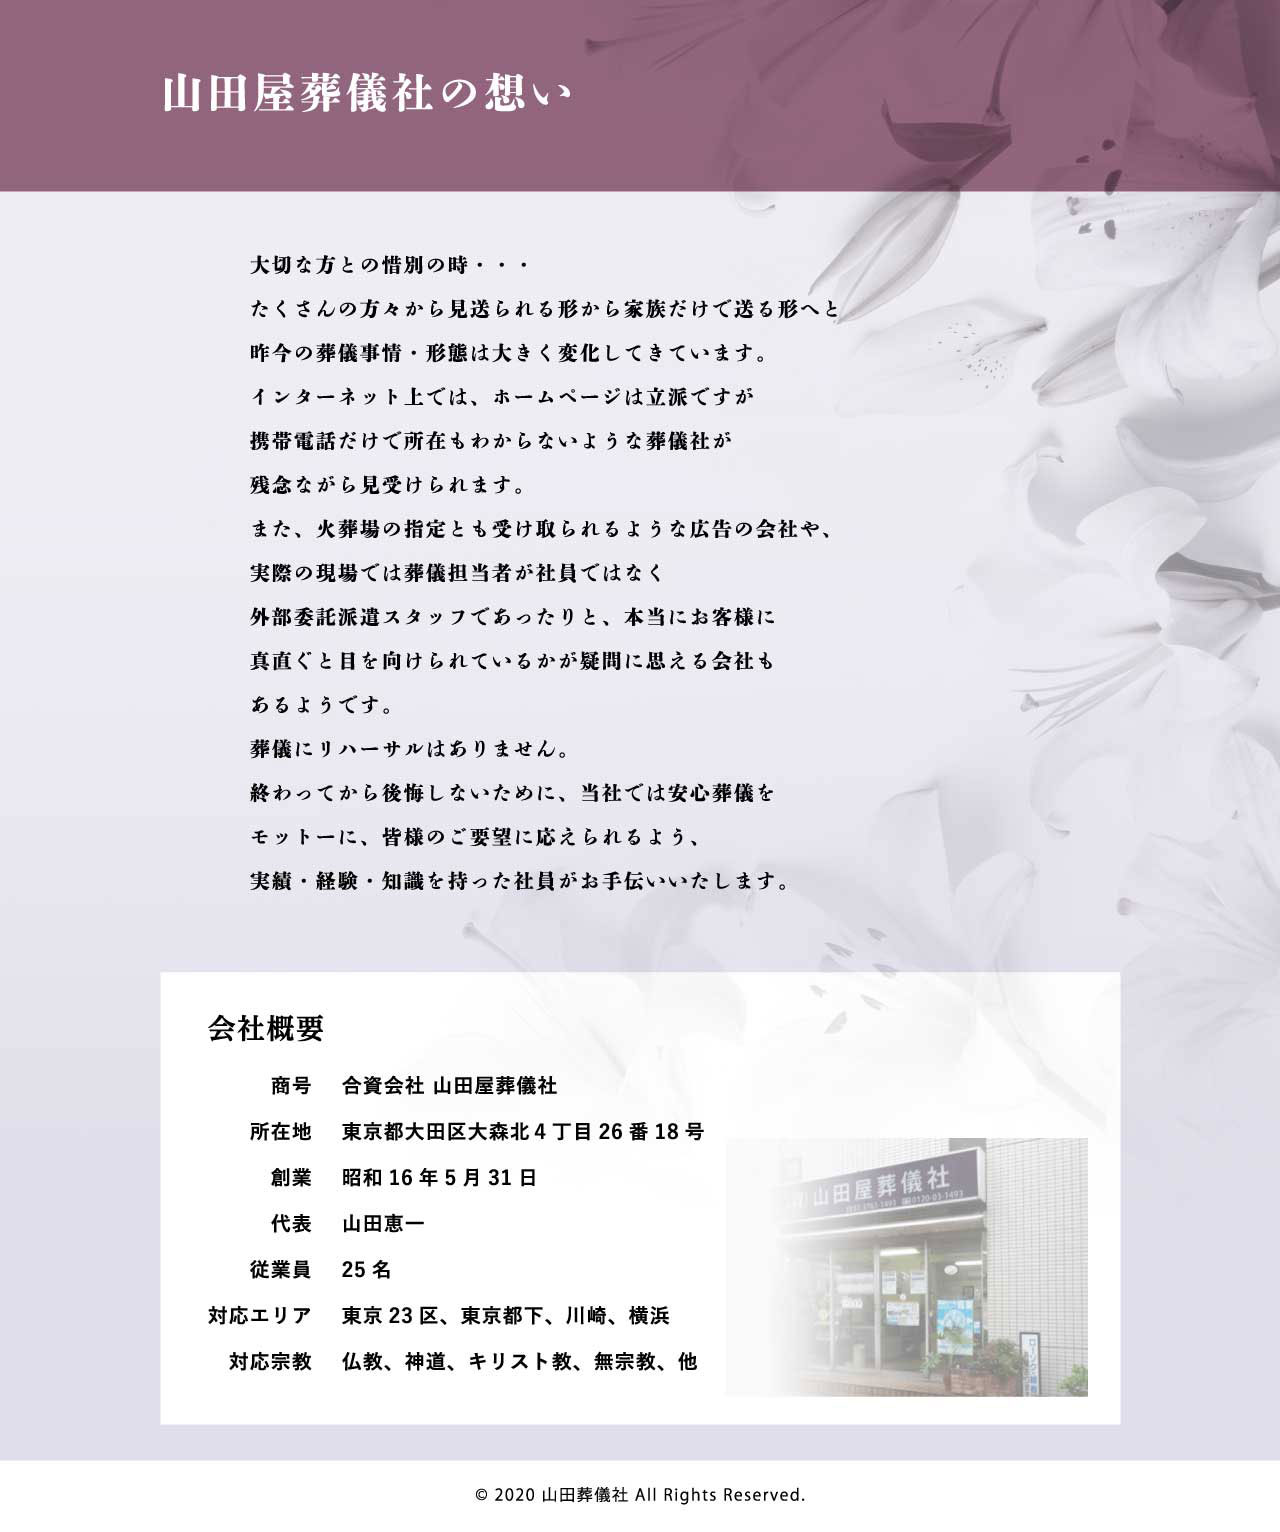 山田屋葬儀社の想い
大切な方との惜別の時・・・
たくさんの方々から見送られる形から家族だけで送る形へと
昨今の葬儀事情・形態は大きく変化してきています。
インターネット上では、ホームページは立派ですが
携帯電話だけで所在もわからないような葬儀社が
残念ながら見受けられます。
また、火葬場の指定とも受け取られるような広告の会社や、
実際の現場では葬儀担当者が社員ではなく
外部委託派遣スタッフであったりと、本当にお客様に
真直ぐと目を向けられているかが疑問に思える会社も
あるようです。
葬儀にリハーサルはありません。
終わってから後悔しないために、当社では安心葬儀を
モットーに、皆様のご要望に応えられるよう、
実績・経験・知識を持った社員がお手伝いいたします。
会社概要
商号 合資会社 山田屋葬儀社
所在地 東京都大田区大森北４丁目 26 番 18 号
創業 昭和 16 年 5 月 31 日
代表 山田恵一
従業員 25 名
対応エリア 東京 23 区、東京都下、川崎、横浜
対応宗教 仏教、神道、キリスト教、無宗教、他
山田屋葬儀社
0120-03-1493
© 2020 山田葬儀社 All Rights Reserved.